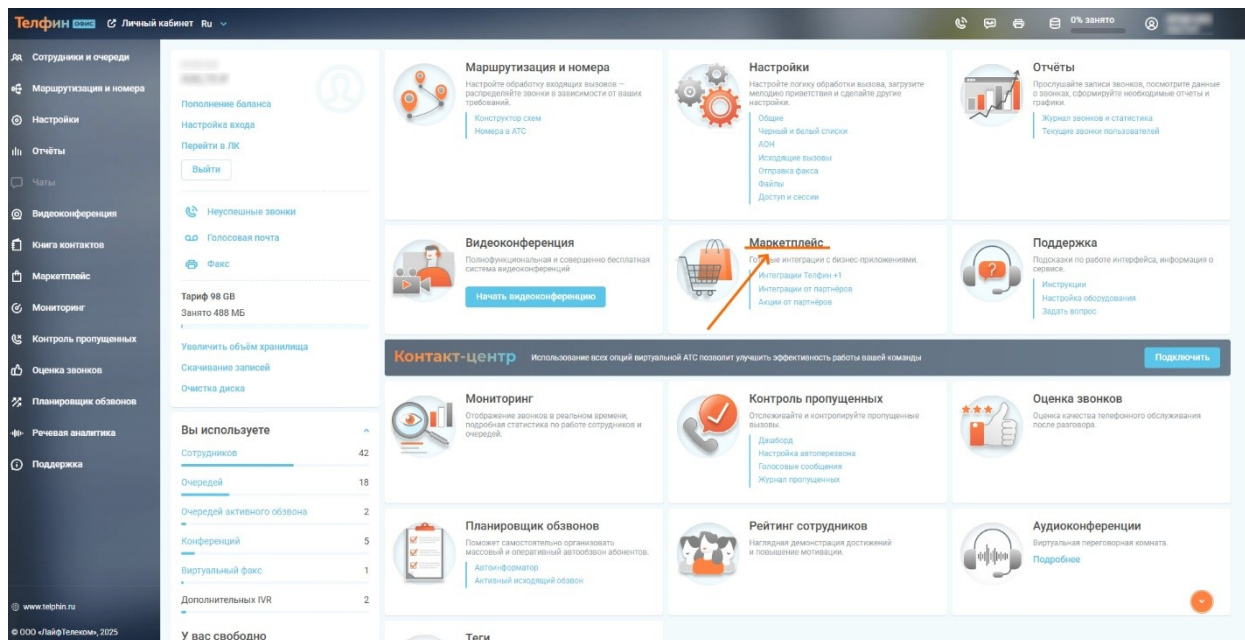 Телфин ОФИС
Личный кабинет
Ru
0% занято
Сотрудники и очереди
Маршрутизация и номера
Настройки
Отчёты
Чаты
Видеоконференция
Книга контактов
Маркетплейс
Мониторинг
Контроль пропущенных
Оценка звонков
Планировщик обзвонов
Речевая аналитика
Поддержка
www.telphin.ru
© ООО «ЛайфТелеком», 2025
Пополнение баланса
Настройка входа
Перейти в ЛК
Выйти
Неуспешные звонки
Голосовая почта
Факс
Тариф 98 GB
Занято 488 МБ
Увеличить объём хранилища
Скачивание записей
Очистка диска
Вы используете
Сотрудников 42
Очередей 18
Очередей активного обзвона 2
Конференций 5
Виртуальный факс 1
Дополнительных IVR 2
У вас свободно
Маршрутизация и номера
Настройте обработку входящих вызовов —
распределяйте звонки в зависимости от ваших
требований.
Конструктор схем
Номера в АТС
Настройки
Настройте логику обработки вызова, загрузите
мелодию приветствия и сделайте другие
настройки.
Общие
Черный и белый списки
АОН
Исходящие вызовы
Отправка факса
Файлы
Доступ и сессии
Отчёты
Прослушайте записи звонков, посмотрите данные
о звонках, сформируйте необходимые отчеты и
графики.
Журнал звонков и статистика
Текущие звонки пользователей
Видеоконференция
Полнофункциональная и совершенно бесплатная
система видеоконференций
Начать видеоконференцию
Маркетплейс
Готовые интеграции с бизнес-приложениями.
Интеграции Телфин +1
Интеграции от партнёров
Акции от партнёров
Поддержка
Подсказки по работе интерфейса, информация о
сервисе.
Инструкции
Настройка оборудования
Задать вопрос
Контакт-центр
Использование всех опций виртуальной АТС позволит улучшить эффективность работы вашей команды
Подключить
Мониторинг
Отображение звонков в реальном времени,
подробная статистика по работе сотрудников и
очередей.
Контроль пропущенных
Отслеживайте и контролируйте пропущенные
вызовы.
Дашборд
Настройка автоперезвона
Голосовые сообщения
Журнал пропущенных
Оценка звонков
Оценка качества телефонного обслуживания
после разговора.
Планировщик обзвонов
Поможет самостоятельно организовать
массовый и оперативный автообзвон абонентов.
Автоинформатор
Активный исходящий обзвон
Рейтинг сотрудников
Наглядная демонстрация достижений
и повышение мотивации.
Аудиоконференции
Виртуальная переговорная комната.
Подробнее
Теги